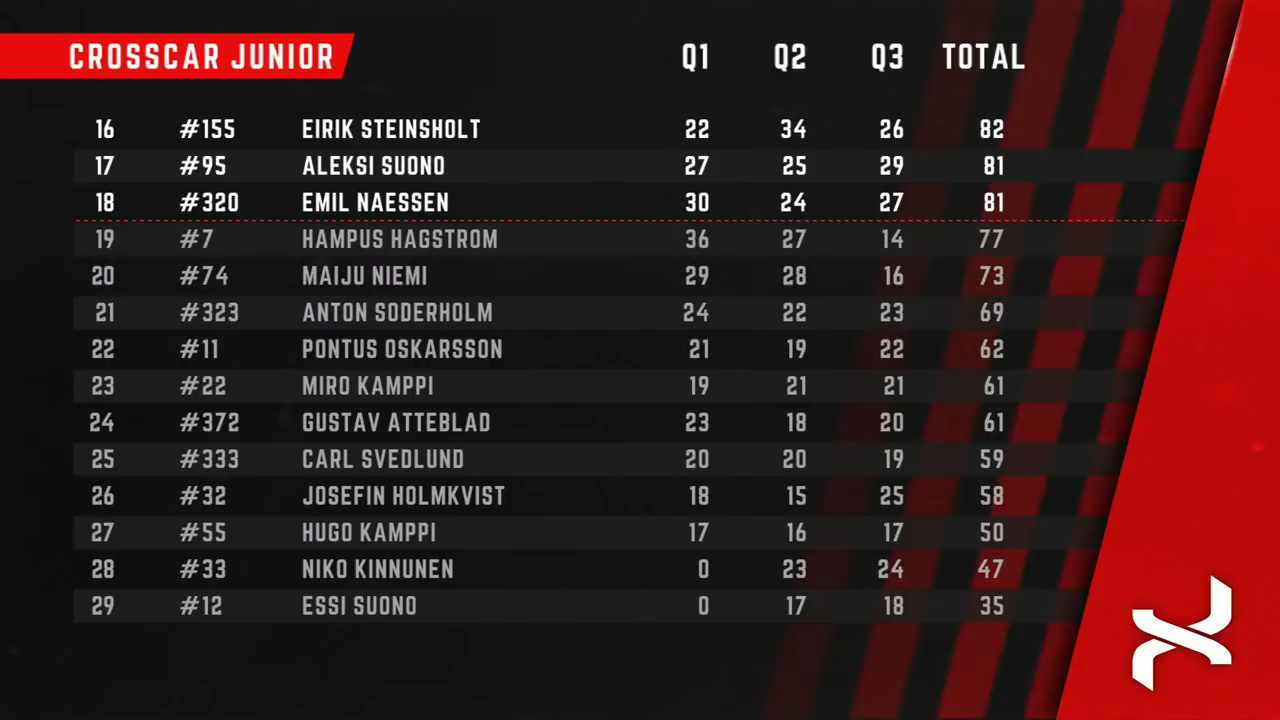 CROSSCAR JUNIOR Q1 Q2 Q3 TOTAL
16 #155 EIRIK STEINSHOLT 22 34 26 82
17 #95 ALEKSI SUONO 27 25 29 81
18 #320 EMIL NAESSEN 30 24 27 81
19 #7 HAMPUS HAGSTROM 36 27 14 77
20 #74 MAIJU NIEMI 29 28 16 73
21 #323 ANTON SODERHOLM 24 22 23 69
22 #11 PONTUS OSKARSSON 21 19 22 62
23 #22 MIRO KAMPPI 19 21 21 61
24 #372 GUSTAV ATTEBLAD 23 18 20 61
25 #333 CARL SVEDLUND 20 20 19 59
26 #32 JOSEFIN HOLMKVIST 18 15 25 58
27 #55 HUGO KAMPPI 17 16 17 50
28 #33 NIKO KINNUNEN 0 23 24 47
29 #12 ESSI SUONO 0 17 18 35